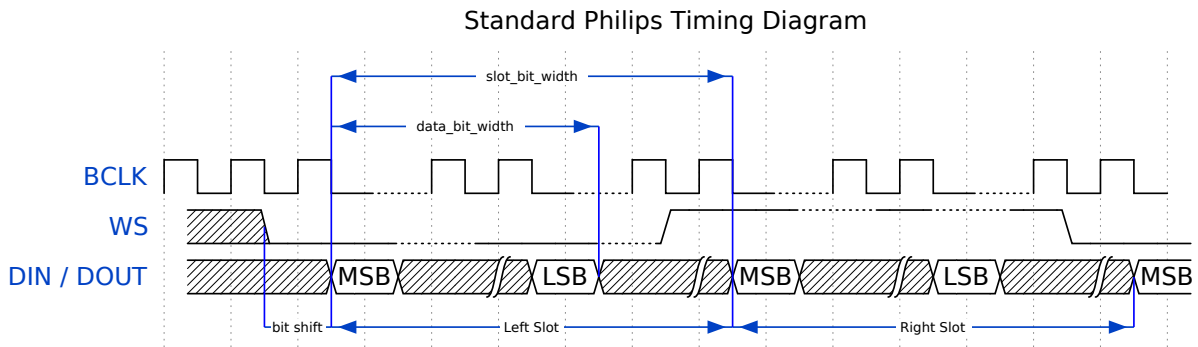 Standard Philips Timing Diagram
slot_bit_width
data_bit_width
BCLK
WS
DIN / DOUT
MSB
LSB
MSB
LSB
MSB
bit shift
Left Slot
Right Slot